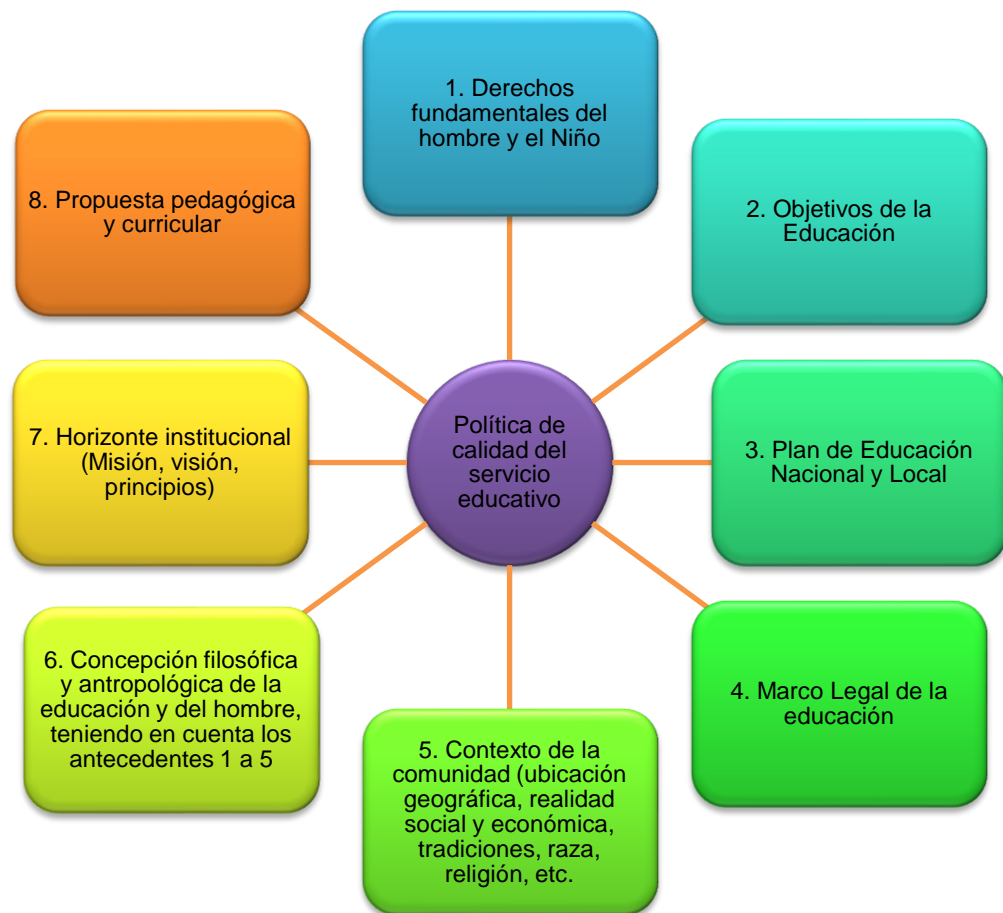 1. Derechos
fundamentales del
hombre y el Niño
2. Objetivos de la
Educación
3. Plan de Educación
Nacional y Local
4. Marco Legal de la
educación
5. Contexto de la
comunidad (ubicación
geográfica, realidad
social y económica,
tradiciones, raza,
religión, etc.
6. Concepción filosófica
y antropológica de la
educación y del hombre,
teniendo en cuenta los
antecedentes 1 a 5
7. Horizonte institucional
(Misión, visión,
principios)
8. Propuesta pedagógica
y curricular
Política de
calidad del
servicio
educativo